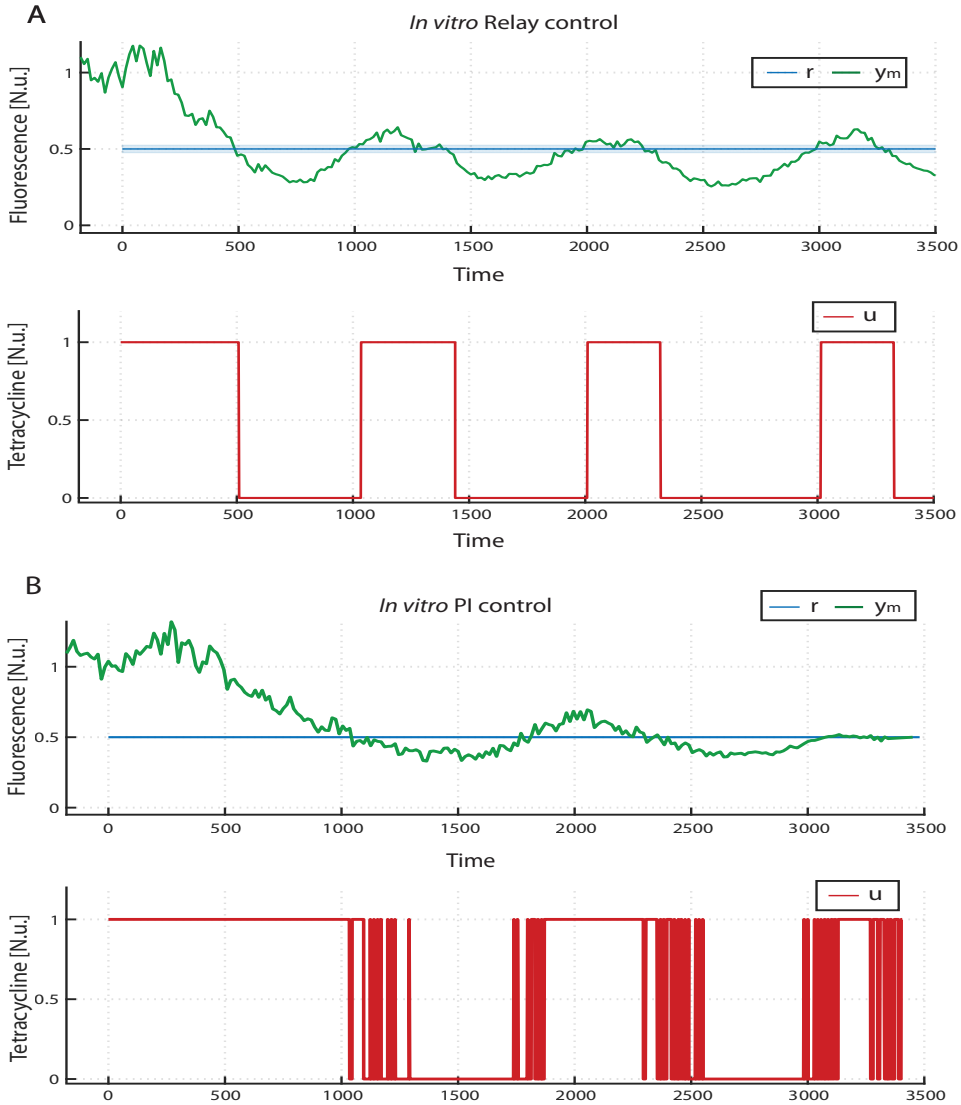 A
In vitro Relay control
r ym
Fluorescence [N.u.]
1
0.5
0
0 500 1000 1500 2000 2500 3000 3500
Time
u
Tetracycline [N.u.]
1
0.5
0
0 500 1000 1500 2000 2500 3000 3500
Time
B
In vitro PI control
r ym
Fluorescence [N.u.]
1
0.5
0
0 500 1000 1500 2000 2500 3000 3500
Time
u
Tetracycline [N.u.]
1
0.5
0
0 500 1000 1500 2000 2500 3000 3500